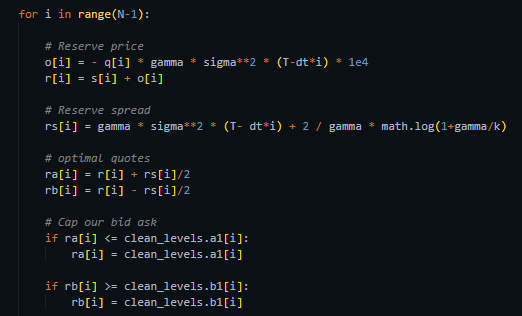 for i in range(N-1):
# Reserve price
o[i] = - q[i] * gamma * sigma**2 * (T-dt*i) * 1e4
r[i] = s[i] + o[i]
# Reserve spread
rs[i] = gamma * sigma**2 * (T- dt*i) + 2 / gamma * math.log(1+gamma/k)
# optimal quotes
ra[i] = r[i] + rs[i]/2
rb[i] = r[i] - rs[i]/2
# Cap our bid ask
if ra[i] <= clean_levels.a1[i]:
ra[i] = clean_levels.a1[i]
if rb[i] >= clean_levels.b1[i]:
rb[i] = clean_levels.b1[i]